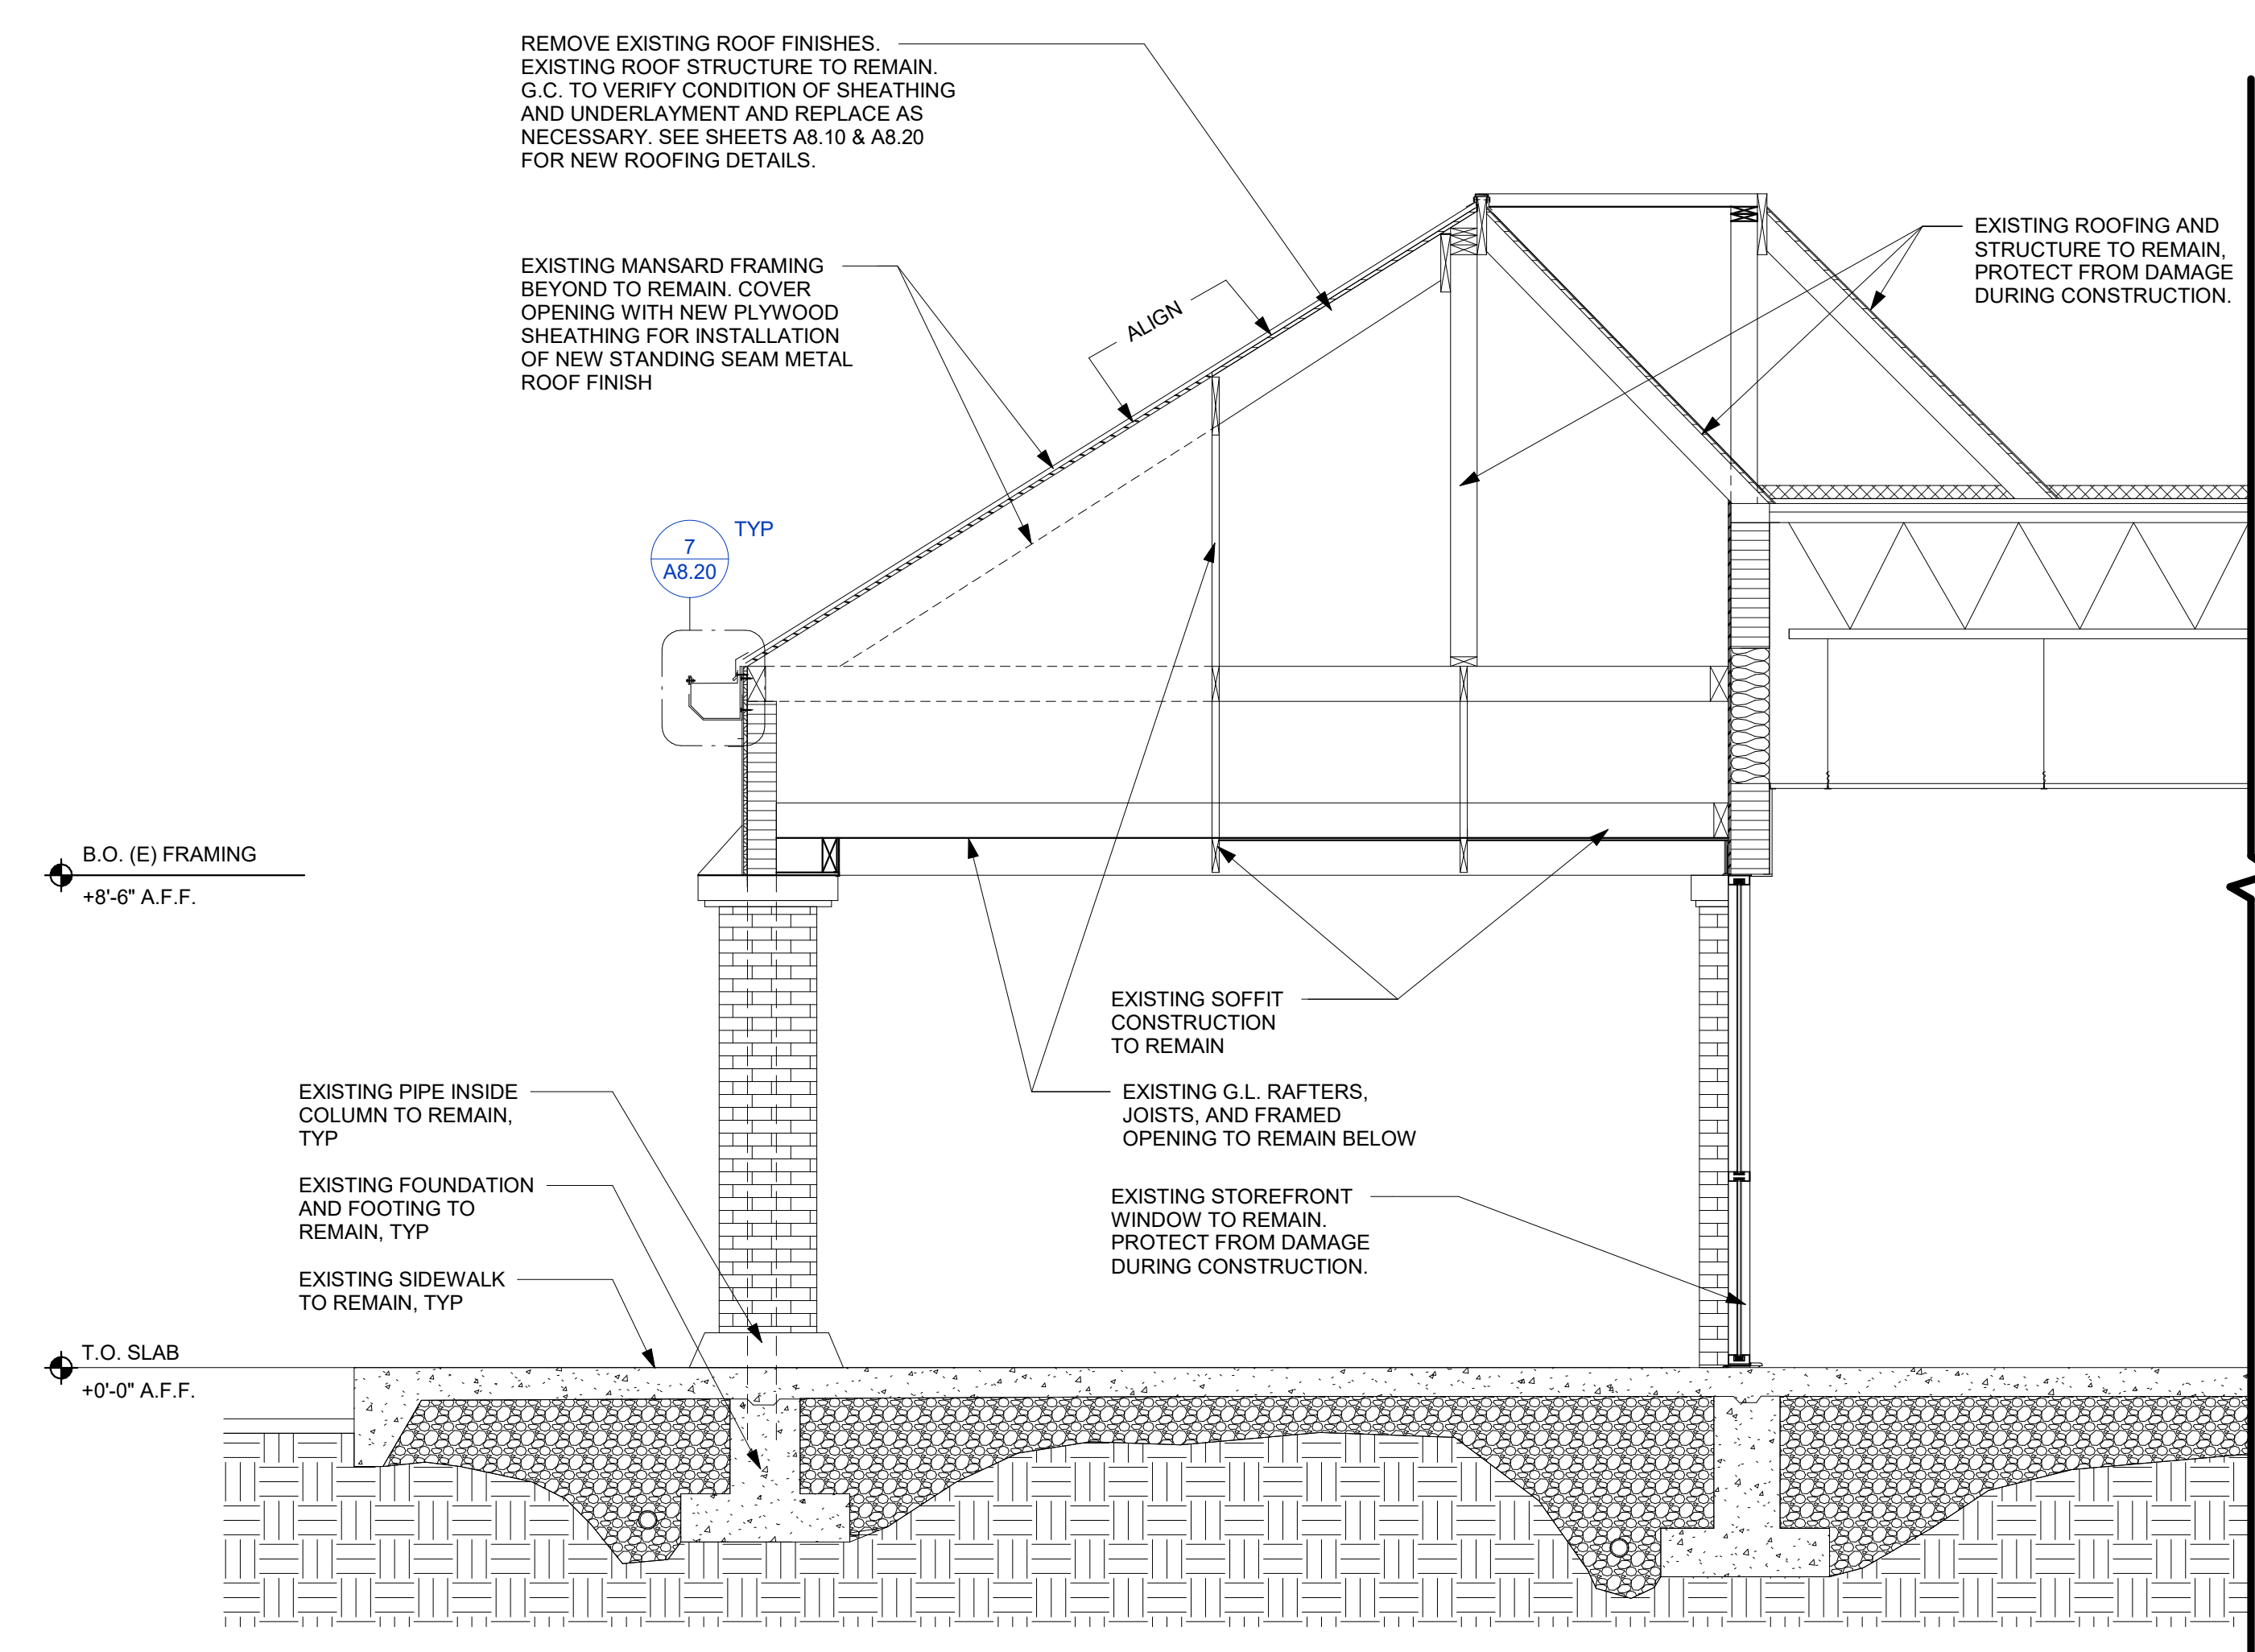 REMOVE EXISTING ROOF FINISHES.
EXISTING ROOF STRUCTURE TO REMAIN.
G.C. TO VERIFY CONDITION OF SHEATHING
AND UNDERLAYMENT AND REPLACE AS
NECESSARY. SEE SHEETS A8.10 & A8.20
FOR NEW ROOFING DETAILS.
EXISTING ROOFING AND
STRUCTURE TO REMAIN,
PROTECT FROM DAMAGE
DURING CONSTRUCTION.
EXISTING MANSARD FRAMING
BEYOND TO REMAIN. COVER
OPENING WITH NEW PLYWOOD
SHEATHING FOR INSTALLATION
OF NEW STANDING SEAM METAL
ROOF FINISH
ALIGN
7
A8.20
TYP
B.O. (E) FRAMING
+8'-6" A.F.F.
EXISTING SOFFIT
CONSTRUCTION
TO REMAIN
EXISTING PIPE INSIDE
COLUMN TO REMAIN,
TYP
EXISTING G.L. RAFTERS,
JOISTS, AND FRAMED
OPENING TO REMAIN BELOW
EXISTING FOUNDATION
AND FOOTING TO
REMAIN, TYP
EXISTING STOREFRONT
WINDOW TO REMAIN.
PROTECT FROM DAMAGE
DURING CONSTRUCTION.
EXISTING SIDEWALK
TO REMAIN, TYP
T.O. SLAB
+0'-0" A.F.F.